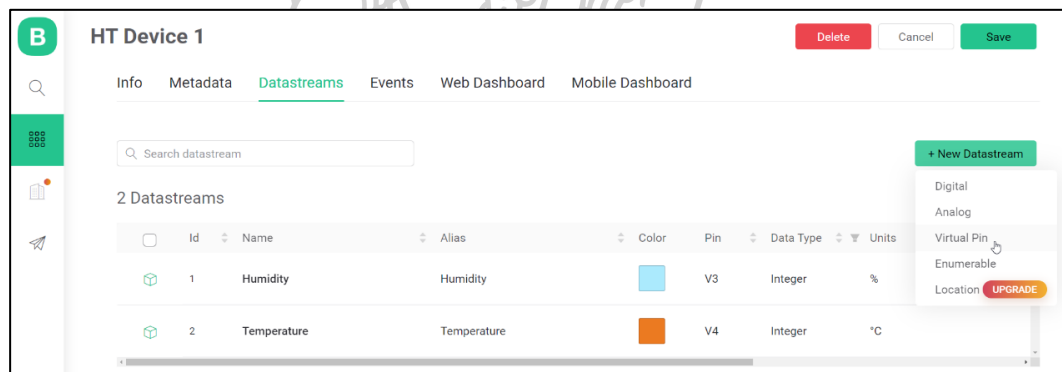 B
HT Device 1
Delete
Cancel
Save
Info
Metadata
Datastreams
Events
Web Dashboard
Mobile Dashboard
Search datastream
+ New Datastream
2 Datastreams
Digital
Analog
Virtual Pin
Enumerable
Location UPGRADE
Id Name Alias Color Pin Data Type Units
1 Humidity Humidity V3 Integer %
2 Temperature Temperature V4 Integer °C